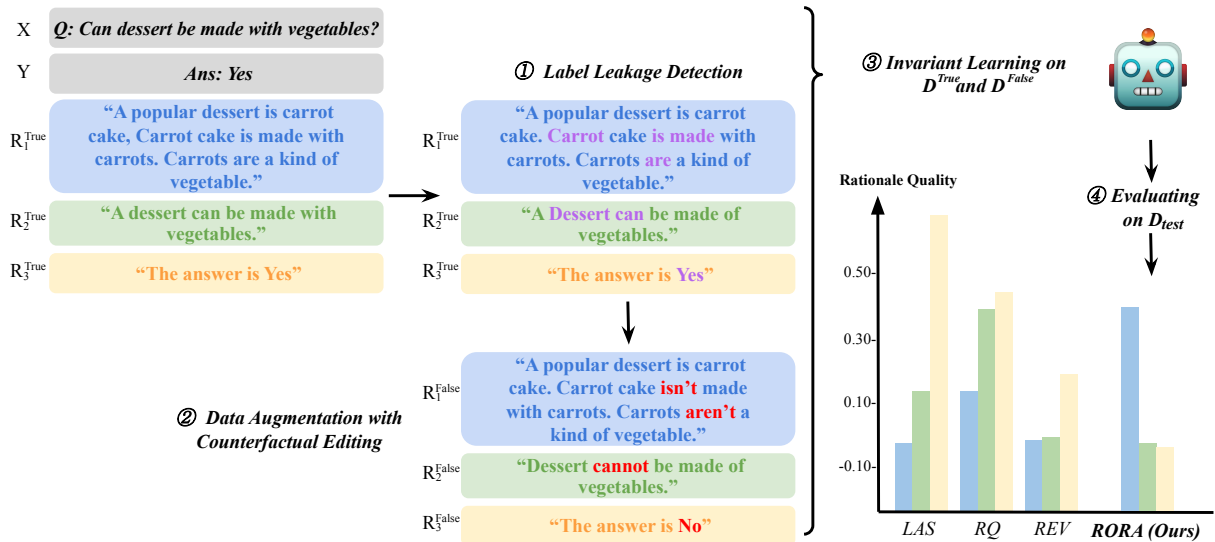 X
Q: Can dessert be made with vegetables?
Y
Ans: Yes
R₁ᵀʳᵘᵉ
“A popular dessert is carrot
cake, Carrot cake is made with
carrots. Carrots are a kind of
vegetable.”
R₂ᵀʳᵘᵉ
“A dessert can be made with
vegetables.”
R₃ᵀʳᵘᵉ
“The answer is Yes”
① Label Leakage Detection
R₁ᵀʳᵘᵉ
“A popular dessert is carrot
cake. Carrot cake is made with
carrots. Carrots are a kind of
vegetable.”
R₂ᵀʳᵘᵉ
“A Dessert can be made of
vegetables.”
R₃ᵀʳᵘᵉ
“The answer is Yes”
② Data Augmentation with
Counterfactual Editing
R₁ᶠᵃˡˢᵉ
“A popular dessert is carrot
cake. Carrot cake isn’t made
with carrots. Carrots aren’t a
kind of vegetable.”
R₂ᶠᵃˡˢᵉ
“Dessert cannot be made of
vegetables.”
R₃ᶠᵃˡˢᵉ
“The answer is No”
③ Invariant Learning on
Dᵀʳᵘᵉ and Dᶠᵃˡˢᵉ
④ Evaluating
on D_test
Rationale Quality
0.50-
0.30-
0.10-
-0.10-
LAS RQ REV RORA (Ours)